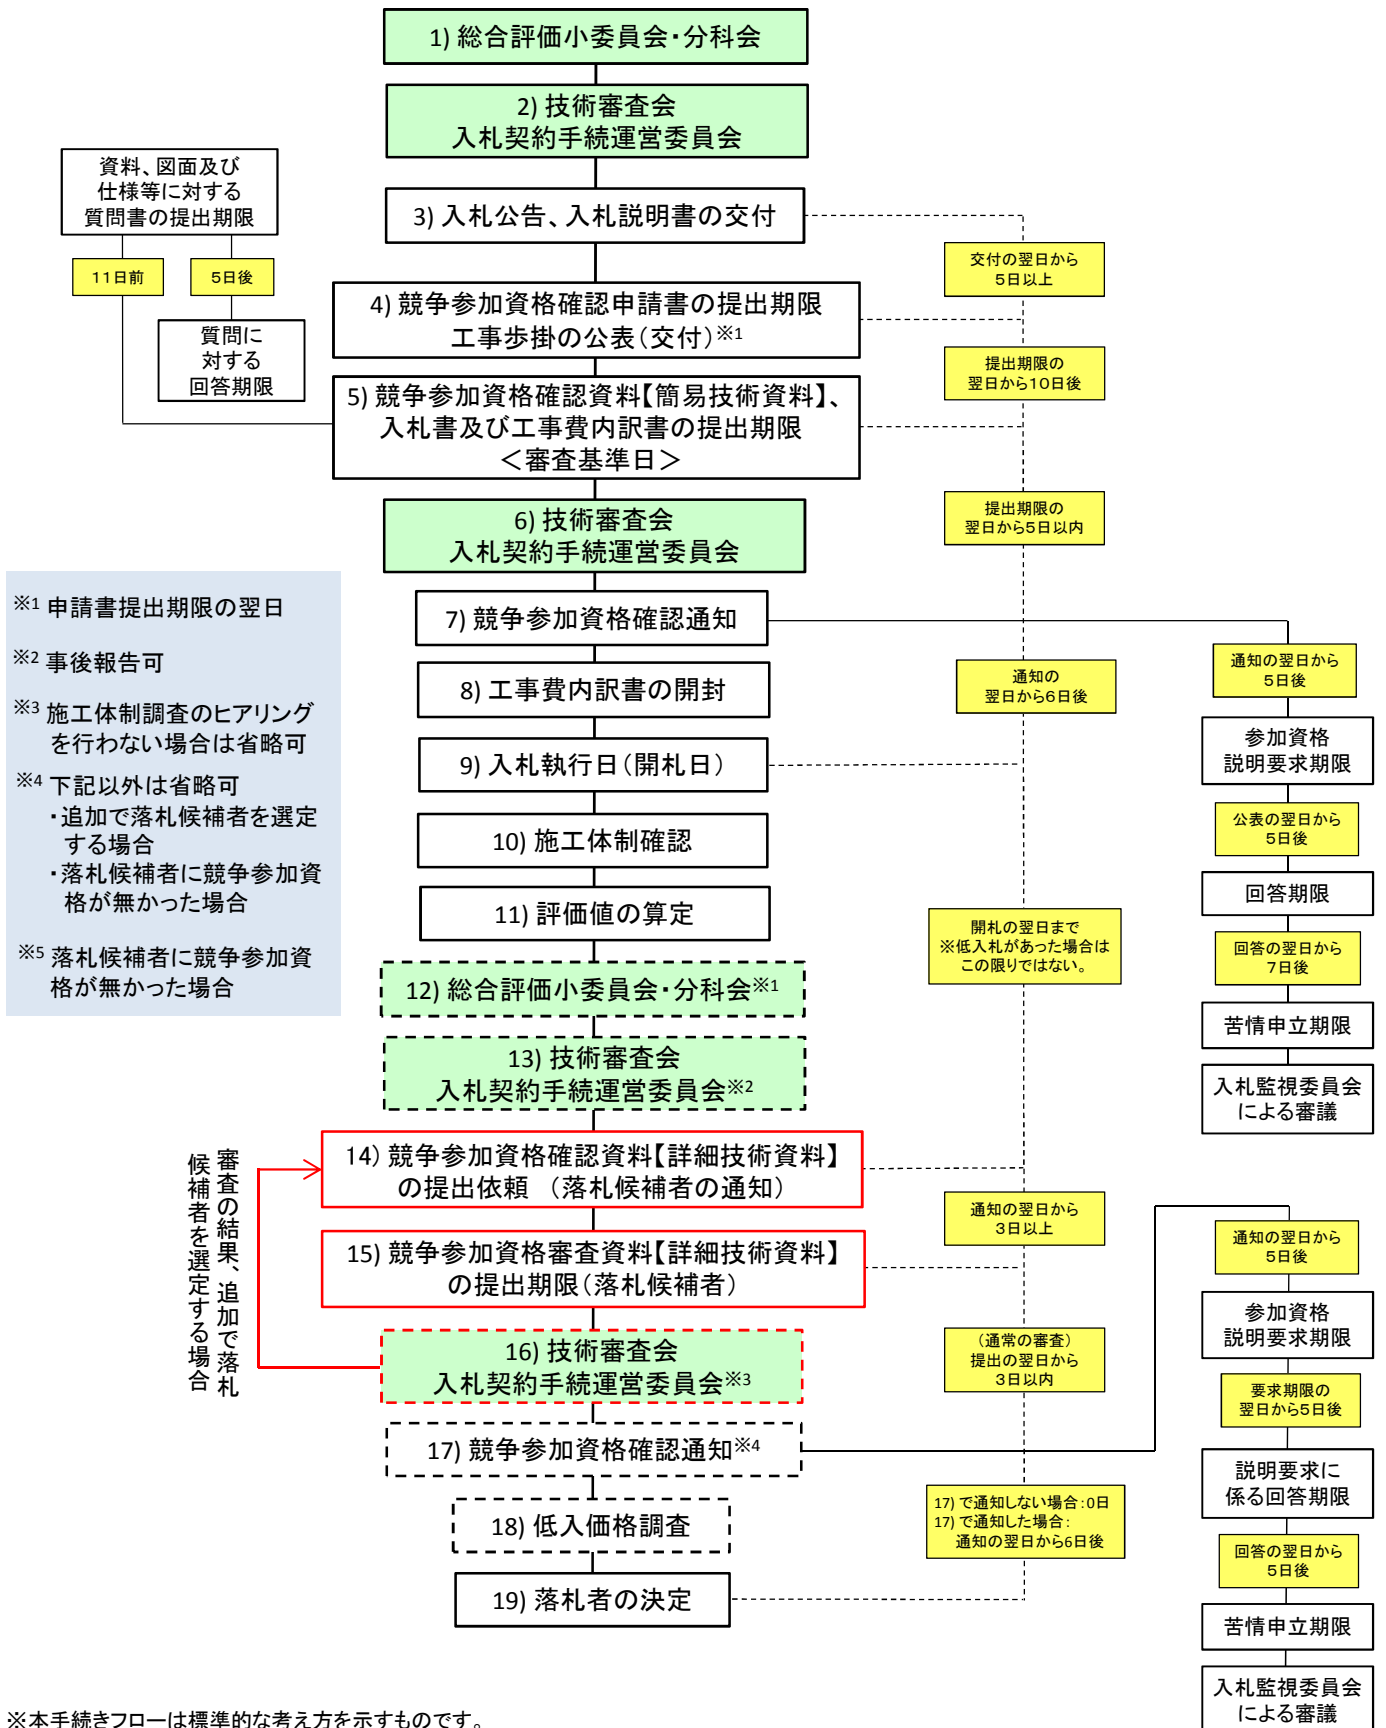 1) 総合評価小委員会・分科会
2) 技術審査会
入札契約手続運営委員会
資料、図面及び
仕様等に対する
質問書の提出期限
11日前
5日後
質問に
対する
回答期限
3) 入札公告、入札説明書の交付
交付の翌日から
5日以上
4) 競争参加資格確認申請書の提出期限
工事歩掛の公表(交付)※1
提出期限の
翌日から10日後
5) 競争参加資格確認資料【簡易技術資料】、
入札書及び工事費内訳書の提出期限
<審査基準日>
提出期限の
翌日から5日以内
6) 技術審査会
入札契約手続運営委員会
7) 競争参加資格確認通知
通知の
翌日から6日後
8) 工事費内訳書の開封
9) 入札執行日(開札日)
10) 施工体制確認
11) 評価値の算定
開札の翌日まで
※低入札があった場合は
この限りではない。
12) 総合評価小委員会・分科会※1
13) 技術審査会
入札契約手続運営委員会※2
14) 競争参加資格確認資料【詳細技術資料】
の提出依頼 (落札候補者の通知)
通知の翌日から
3日以上
15) 競争参加資格審査資料【詳細技術資料】
の提出期限(落札候補者)
(通常の審査)
提出の翌日から
3日以内
16) 技術審査会
入札契約手続運営委員会※3
審査の結果、追加で落札
候補者を選定する場合
17) 競争参加資格確認通知※4
17) で通知しない場合:0日
17) で通知した場合:
通知の翌日から6日後
18) 低入価格調査
19) 落札者の決定
※1 申請書提出期限の翌日
※2 事後報告可
※3 施工体制調査のヒアリング
を行わない場合は省略可
※4 下記以外は省略可
・追加で落札候補者を選定
する場合
・落札候補者に競争参加資
格が無かった場合
※5 落札候補者に競争参加資
格が無かった場合
通知の翌日から
5日後
参加資格
説明要求期限
公表の翌日から
5日後
回答期限
回答の翌日から
7日後
苦情申立期限
入札監視委員会
による審議
通知の翌日から
5日後
参加資格
説明要求期限
要求期限の
翌日から5日後
説明要求に
係る回答期限
回答の翌日から
5日後
苦情申立期限
入札監視委員会
による審議
※本手続きフローは標準的な考え方を示すものです。